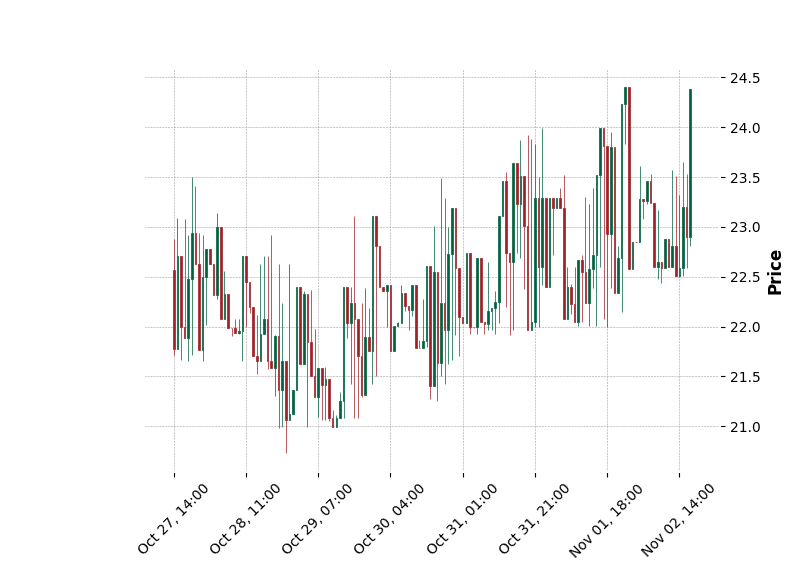 24.5
24.0
23.5
23.0
22.5
22.0
21.5
21.0
Price
Oct 27, 14:00
Oct 28, 11:00
Oct 29, 07:00
Oct 30, 04:00
Oct 31, 01:00
Oct 31, 21:00
Nov 01, 18:00
Nov 02, 14:00